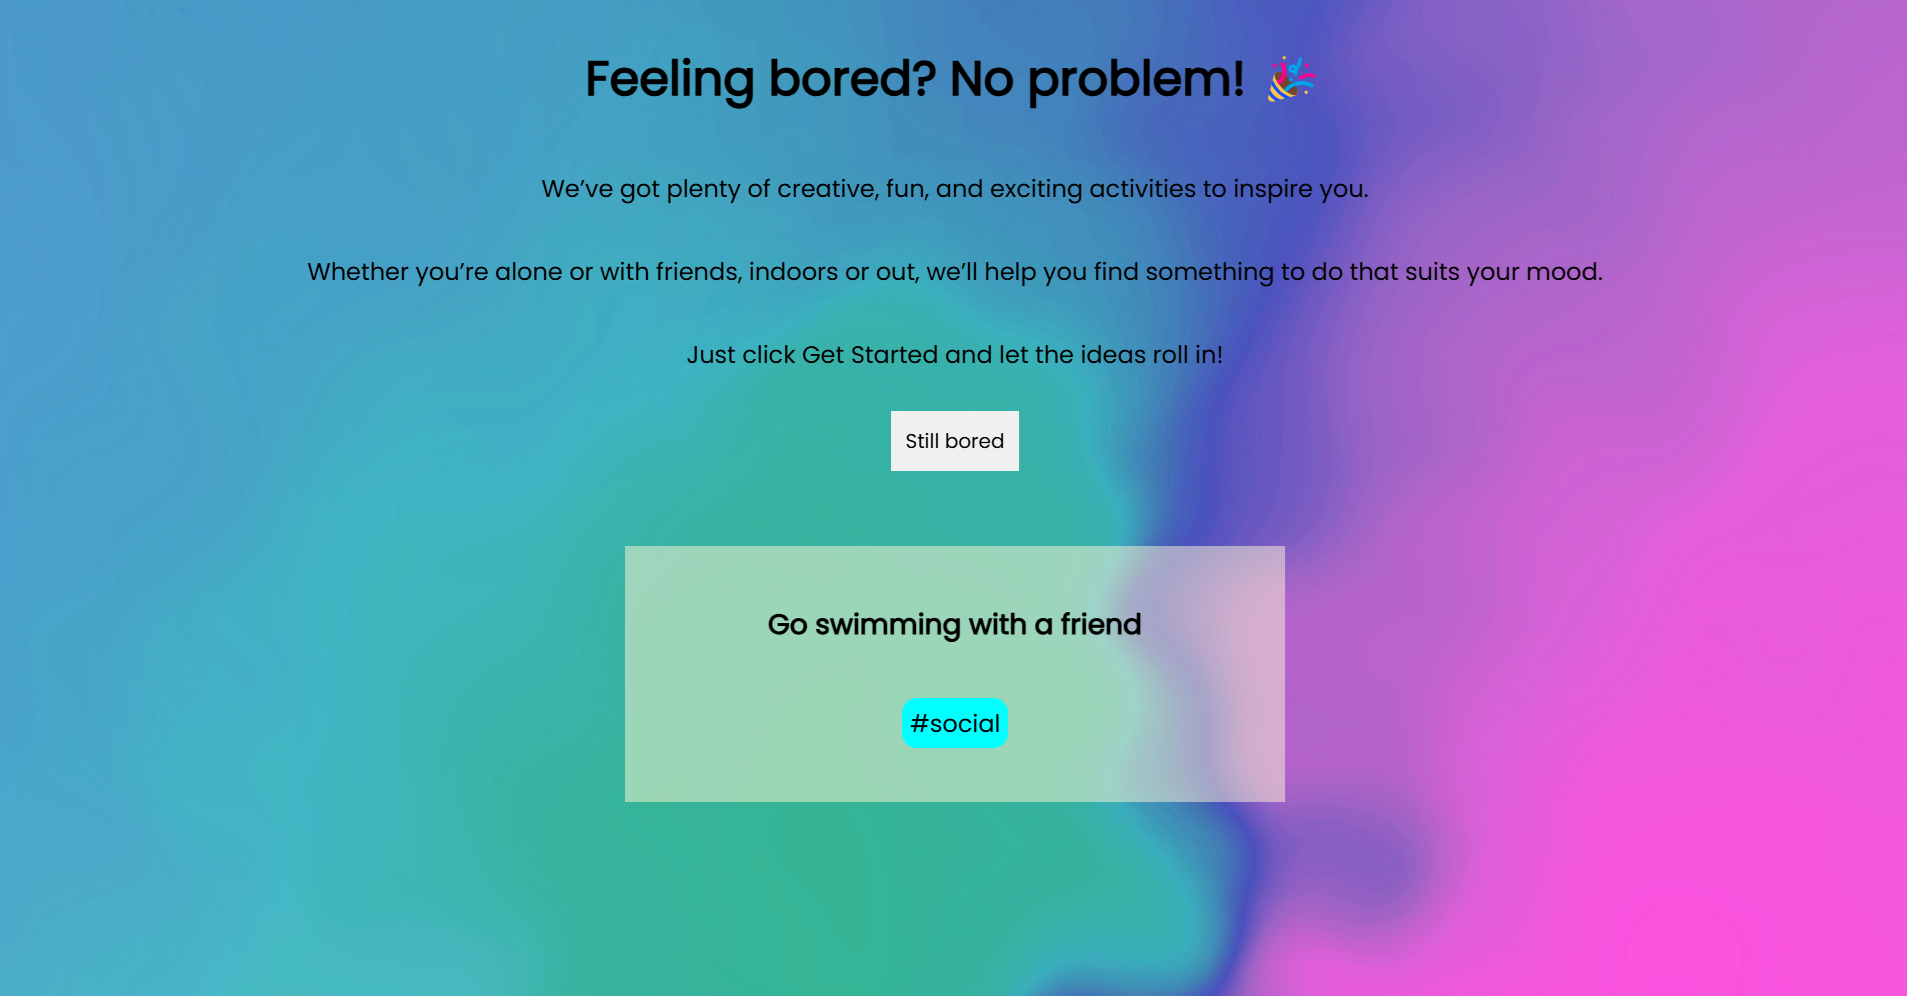 Feeling bored? No problem! 🎉
We’ve got plenty of creative, fun, and exciting activities to inspire you.
Whether you’re alone or with friends, indoors or out, we’ll help you find something to do that suits your mood.
Just click Get Started and let the ideas roll in!
Still bored
Go swimming with a friend
#social